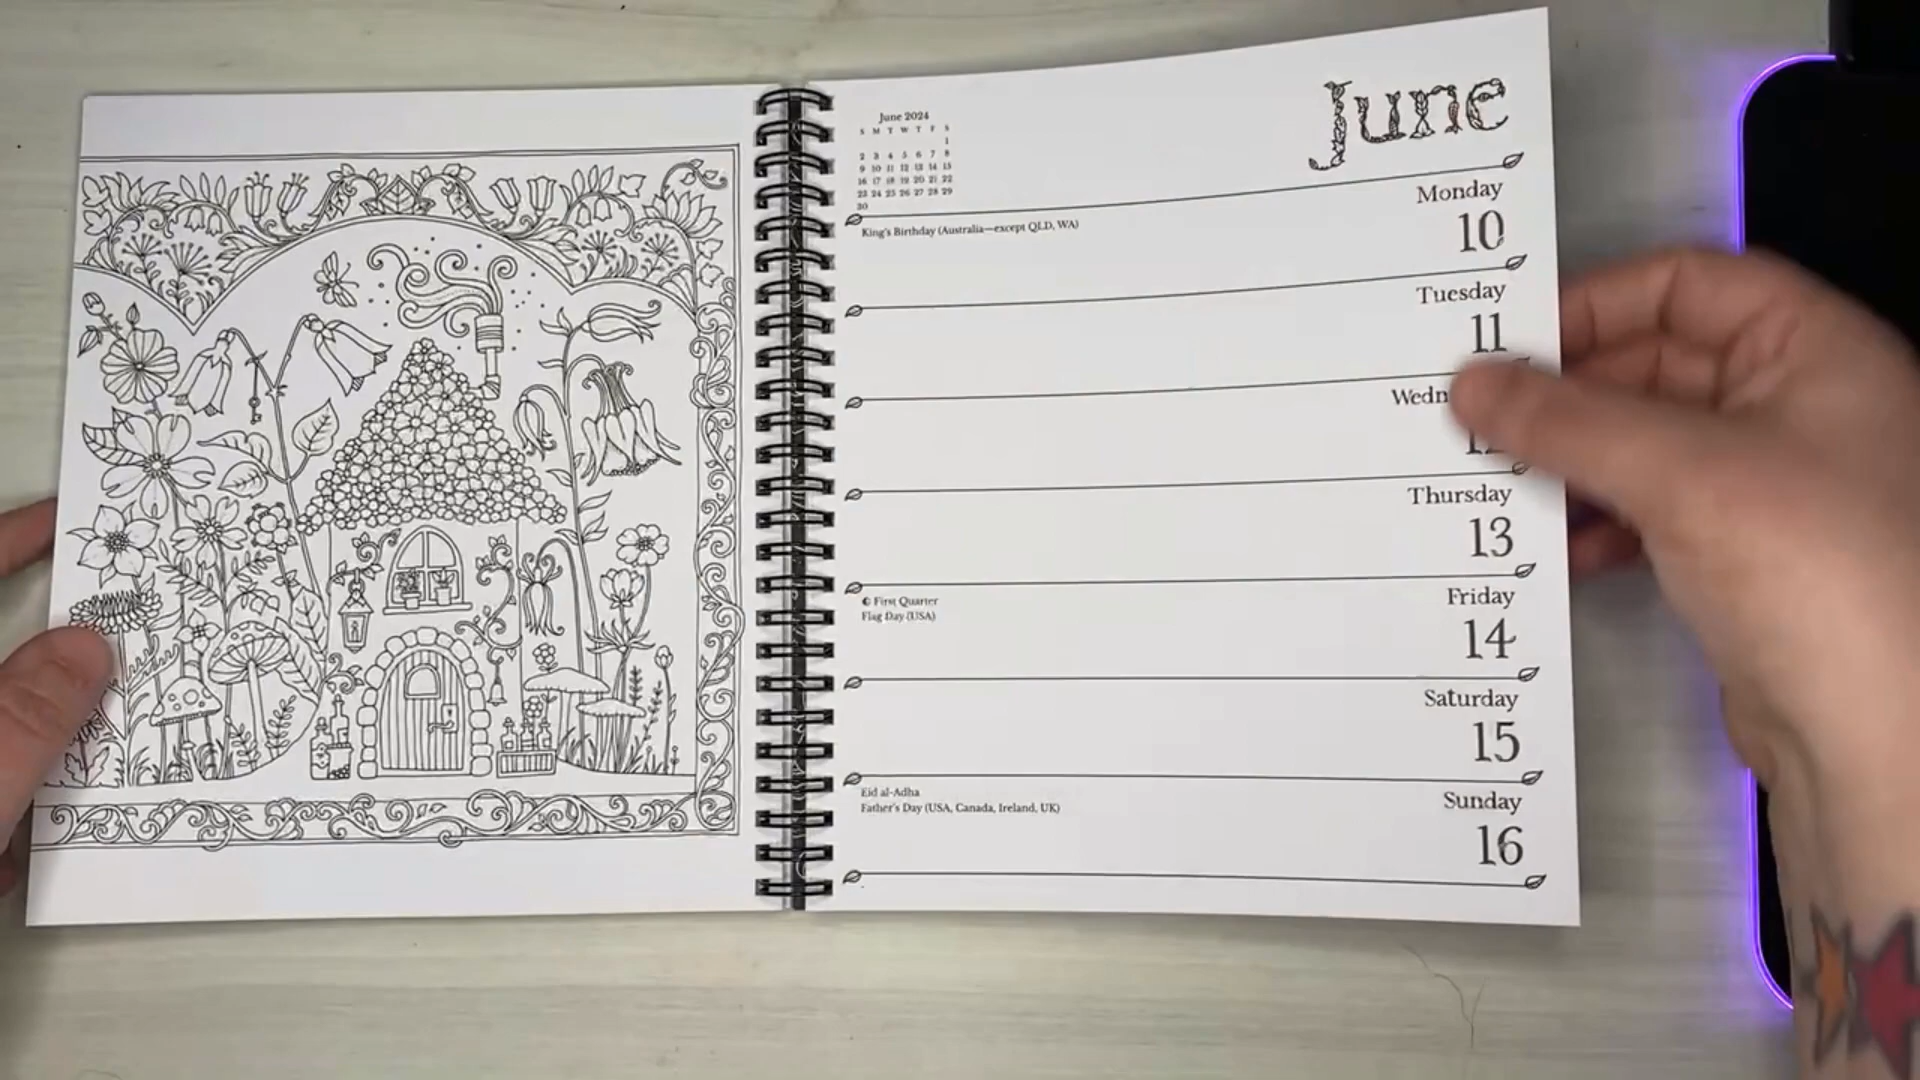 June 2024
S M T W T F S
1
2 3 4 5 6 7 8
9 10 11 12 13 14 15
16 17 18 19 20 21 22
23 24 25 26 27 28 29
30
June
Monday
10
King's Birthday (Australia—except QLD, WA)
Tuesday
11
Wedn
12
Thursday
13
Friday
14
First Quarter
Flag Day (USA)
Saturday
15
Sunday
16
Eid al-Adha
Father's Day (USA, Canada, Ireland, UK)